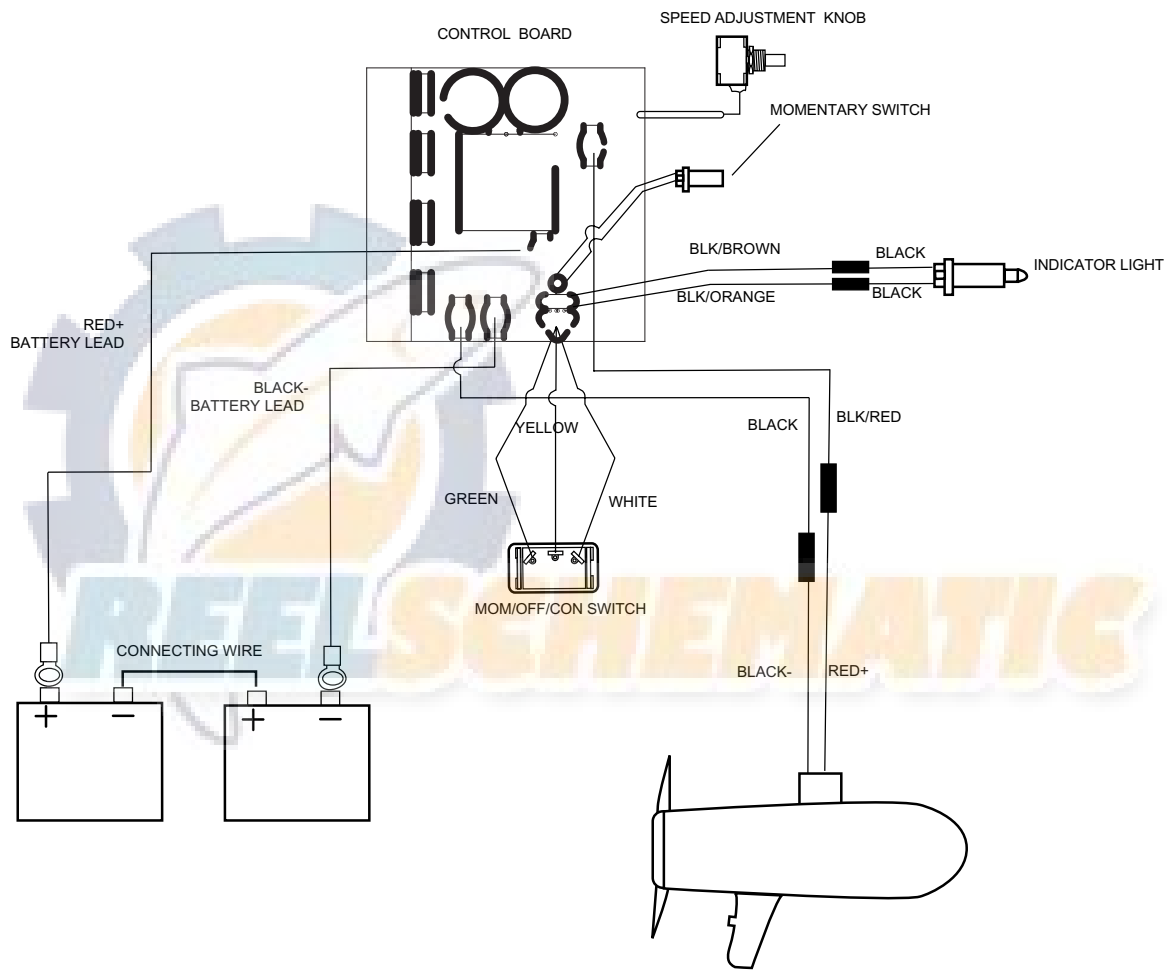 SPEED ADJUSTMENT KNOB
CONTROL BOARD
MOMENTARY SWITCH
BLK/BROWN
BLACK
INDICATOR LIGHT
BLK/ORANGE
BLACK
RED+
BATTERY LEAD
BLACK-
BATTERY LEAD
YELLOW
BLACK
BLK/RED
GREEN
WHITE
MOM/OFF/CON SWITCH
REELSCHEMATIC
CONNECTING WIRE
BLACK-
RED+
+
−
+
−